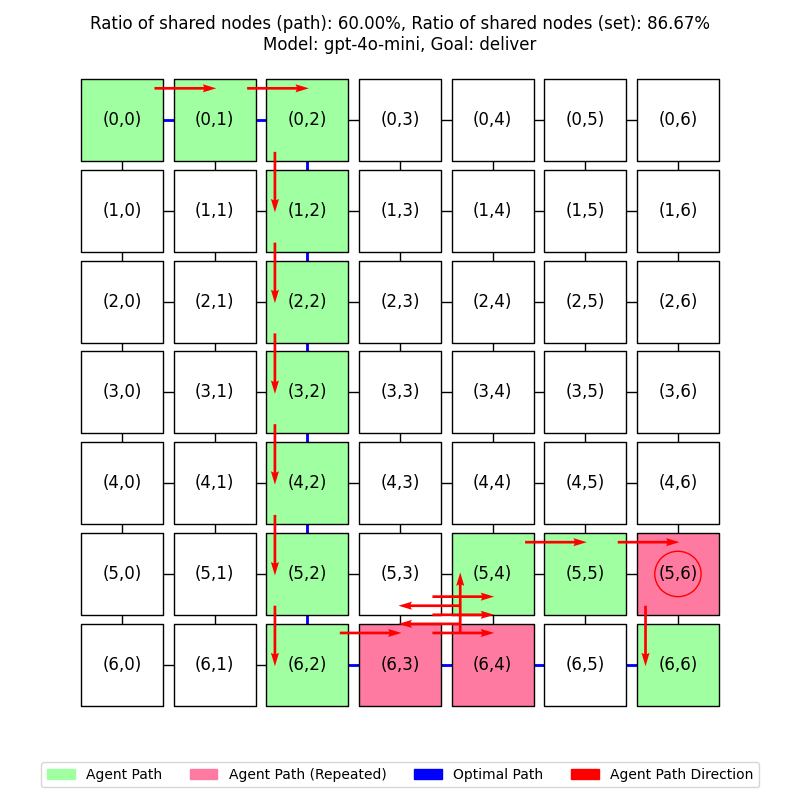 Ratio of shared nodes (path): 60.00%, Ratio of shared nodes (set): 86.67%
Model: gpt-4o-mini, Goal: deliver
(0,0) (0,1) (0,2) (0,3) (0,4) (0,5) (0,6)
(1,0) (1,1) (1,2) (1,3) (1,4) (1,5) (1,6)
(2,0) (2,1) (2,2) (2,3) (2,4) (2,5) (2,6)
(3,0) (3,1) (3,2) (3,3) (3,4) (3,5) (3,6)
(4,0) (4,1) (4,2) (4,3) (4,4) (4,5) (4,6)
(5,0) (5,1) (5,2) (5,3) (5,4) (5,5) (5,6)
(6,0) (6,1) (6,2) (6,3) (6,4) (6,5) (6,6)
Agent Path Agent Path (Repeated) Optimal Path Agent Path Direction